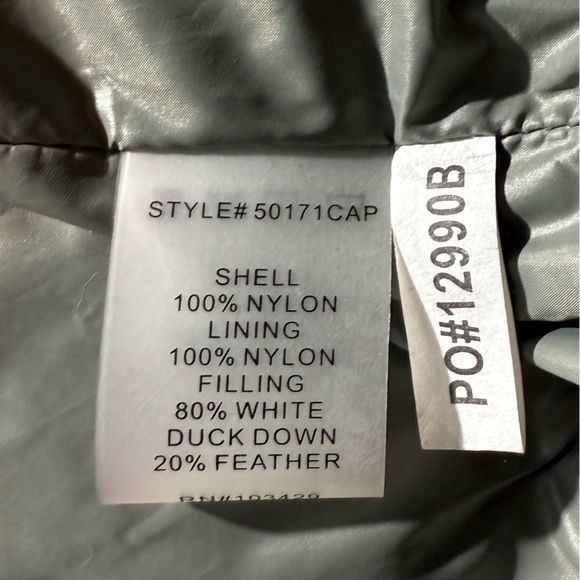 STYLE# 50171CAP
SHELL
100% NYLON
LINING
100% NYLON
FILLING
80% WHITE
DUCK DOWN
20% FEATHER
PO#12990B